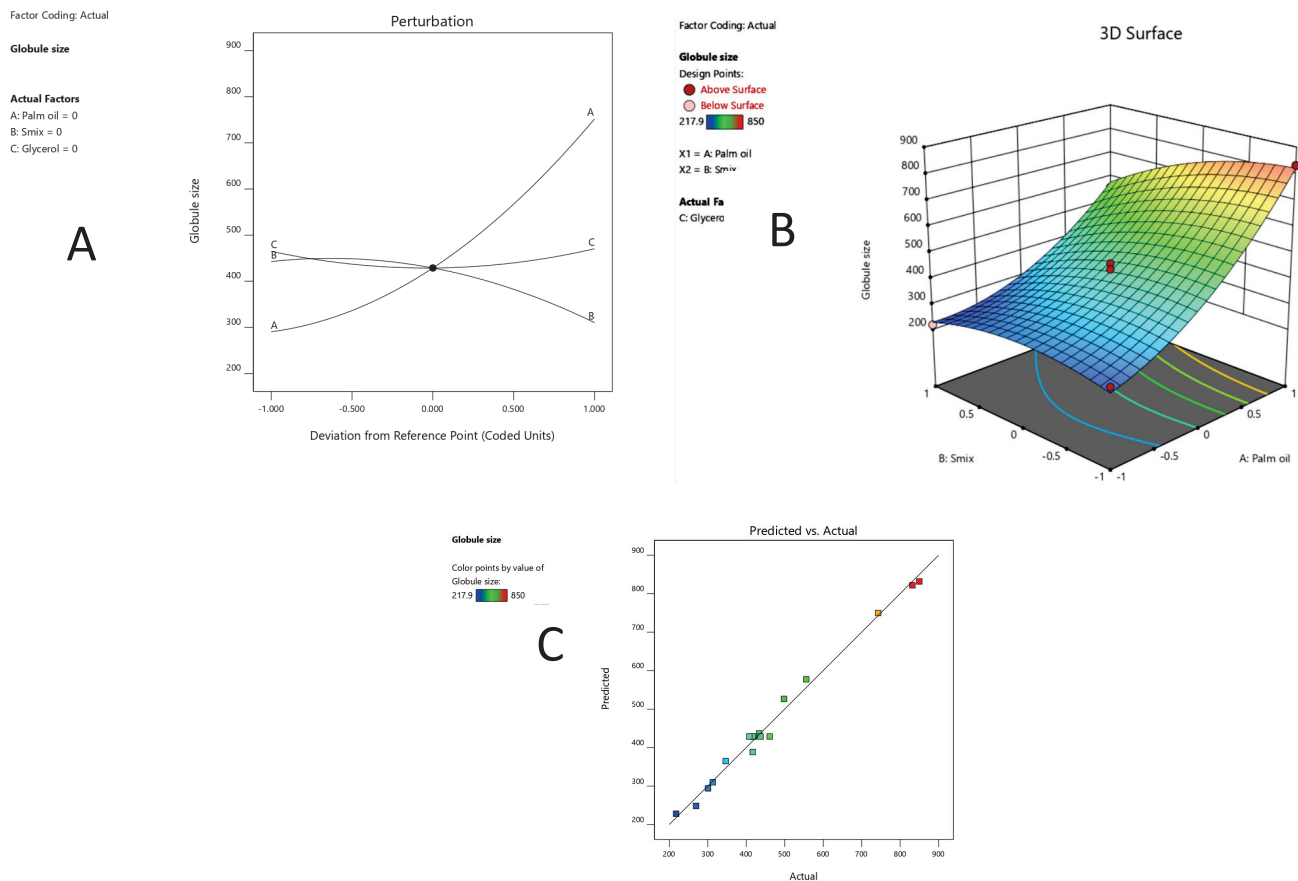 Factor Coding: Actual
Globule size
Actual Factors
A: Palm oil = 0
B: Smix = 0
C: Glycerol = 0
A
Perturbation
900
800
700
600
500
400
300
200
Globule size
A
C
B
A
C
B
-1.000
-0.500
0.000
0.500
1.000
Deviation from Reference Point (Coded Units)
Factor Coding: Actual
Globule size
Design Points:
Above Surface
Below Surface
217.9 850
X1 = A: Palm oil
X2 = B: Smix
Actual Fa
C: Glycero
B
3D Surface
900
800
700
600
500
400
300
200
Globule size
1
0.5
0
-0.5
-1
B: Smix
-1
-0.5
0
0.5
1
A: Palm oil
Globule size
Color points by value of
Globule size:
217.9 850
C
Predicted vs. Actual
900
800
700
600
500
400
300
200
Predicted
200
300
400
500
600
700
800
900
Actual